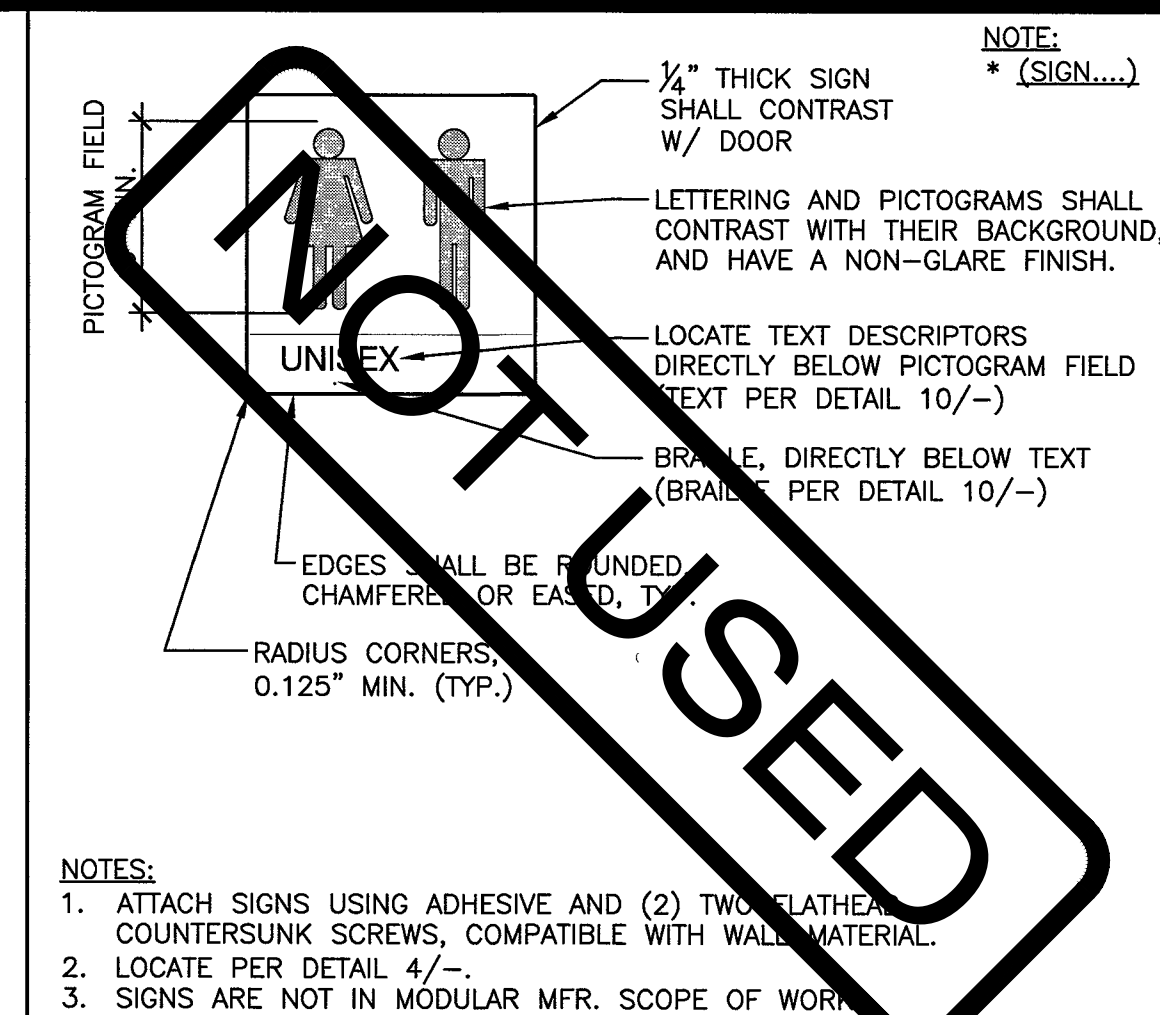 NOTE:
* (SIGN....)
¼" THICK SIGN
SHALL CONTRAST
W/ DOOR
LETTERING AND PICTOGRAMS SHALL
CONTRAST WITH THEIR BACKGROUND,
AND HAVE A NON-GLARE FINISH.
PICTOGRAM FIELD
UNISEX
LOCATE TEXT DESCRIPTORS
DIRECTLY BELOW PICTOGRAM FIELD
(TEXT PER DETAIL 10/-)
BRAILLE, DIRECTLY BELOW TEXT
(BRAILLE PER DETAIL 10/-)
EDGES SHALL BE ROUNDED,
CHAMFERED OR EASED, TYP.
RADIUS CORNERS,
0.125" MIN. (TYP.)
NOT USED
NOTES:
1. ATTACH SIGNS USING ADHESIVE AND (2) TWO FLATHEAD
COUNTERSUNK SCREWS, COMPATIBLE WITH WALL MATERIAL.
2. LOCATE PER DETAIL 4/-.
3. SIGNS ARE NOT IN MODULAR MFR. SCOPE OF WORK